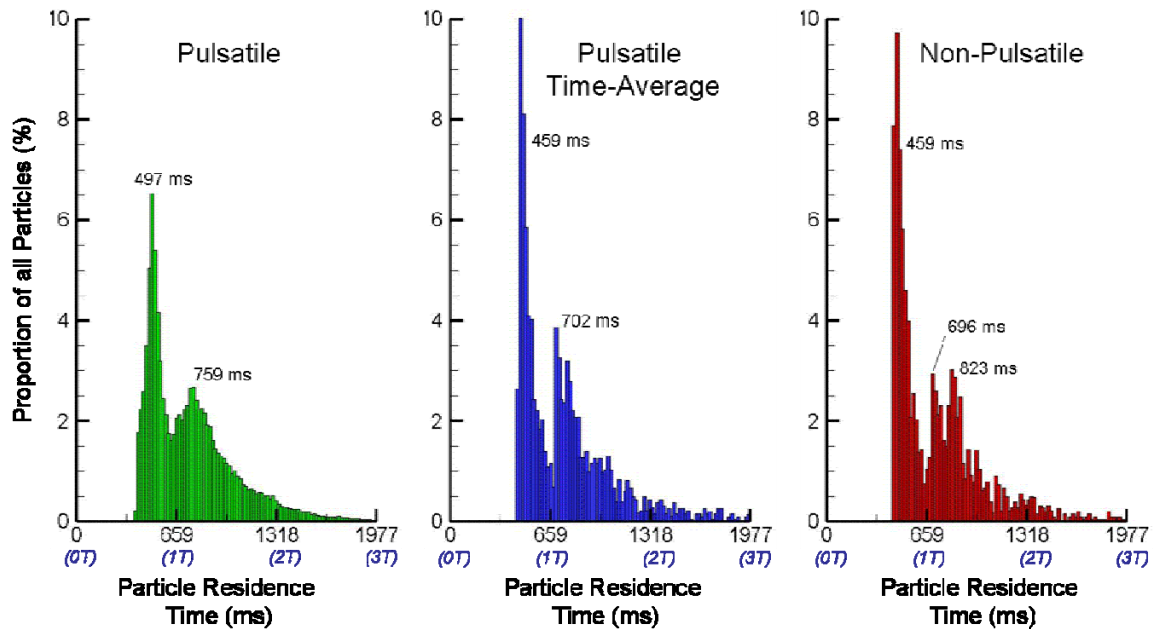 Proportion of all Particles (%)
10
8
6
4
2
0
Pulsatile
497 ms
759 ms
0 659 1318 1977
(0T) (1T) (2T) (3T)
Particle Residence
Time (ms)
10
8
6
4
2
0
Pulsatile
Time-Average
459 ms
702 ms
0 659 1318 1977
(0T) (1T) (2T) (3T)
Particle Residence
Time (ms)
10
8
6
4
2
0
Non-Pulsatile
459 ms
696 ms
823 ms
0 659 1318 1977
(0T) (1T) (2T) (3T)
Particle Residence
Time (ms)